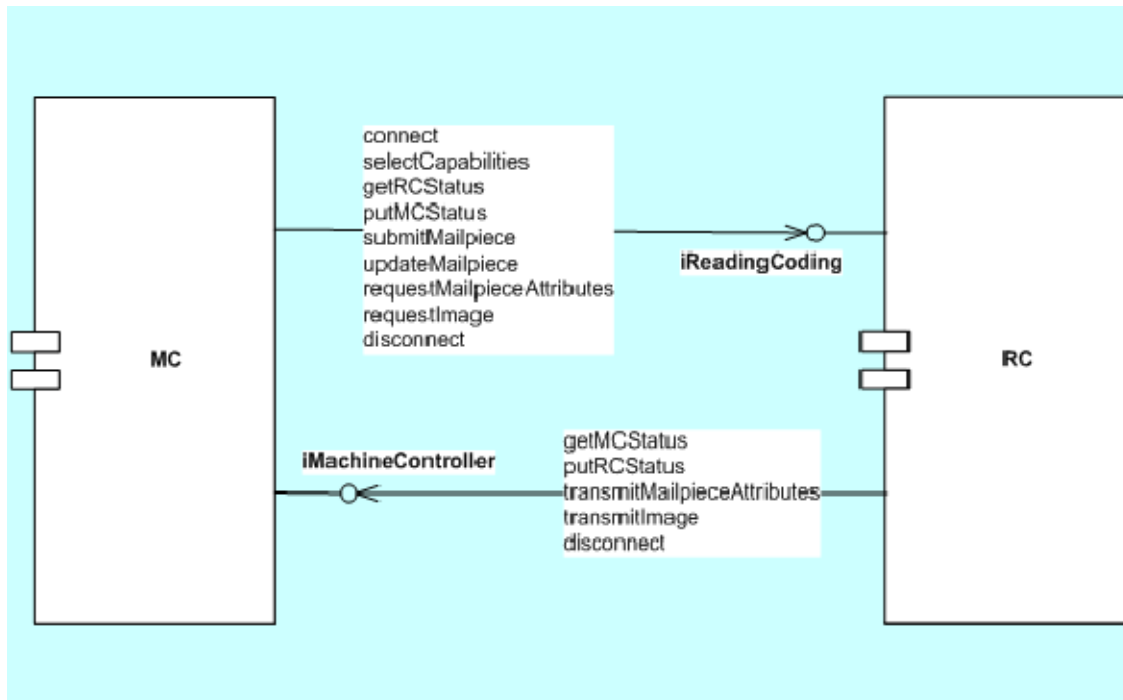 connect
selectCapabilities
getRCStatus
putMCStatus
submitMailpiece
updateMailpiece
requestMailpieceAttributes
requestImage
disconnect
iReadingCoding
MC
RC
iMachineController
getMCStatus
putRCStatus
transmitMailpieceAttributes
transmitImage
disconnect